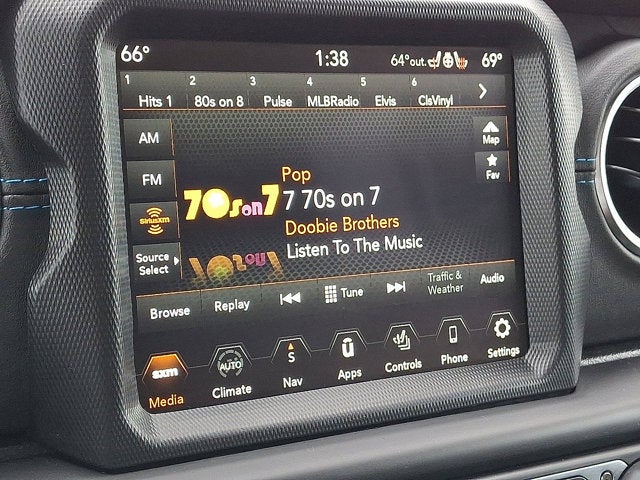 66° 1:38 64°out. 69°
1 2 3 4 5 6
Hits 1 80s on 8 Pulse MLBRadio Elvis ClsVinyl
AM
Map
FM
Fav
SiriusXM
Source
Select
Pop
70s on 7
7 70s on 7
Doobie Brothers
Listen To The Music
Browse Replay Tune Traffic &
Weather Audio
sxm AUTO S u
Media Climate Nav Apps Controls Phone Settings